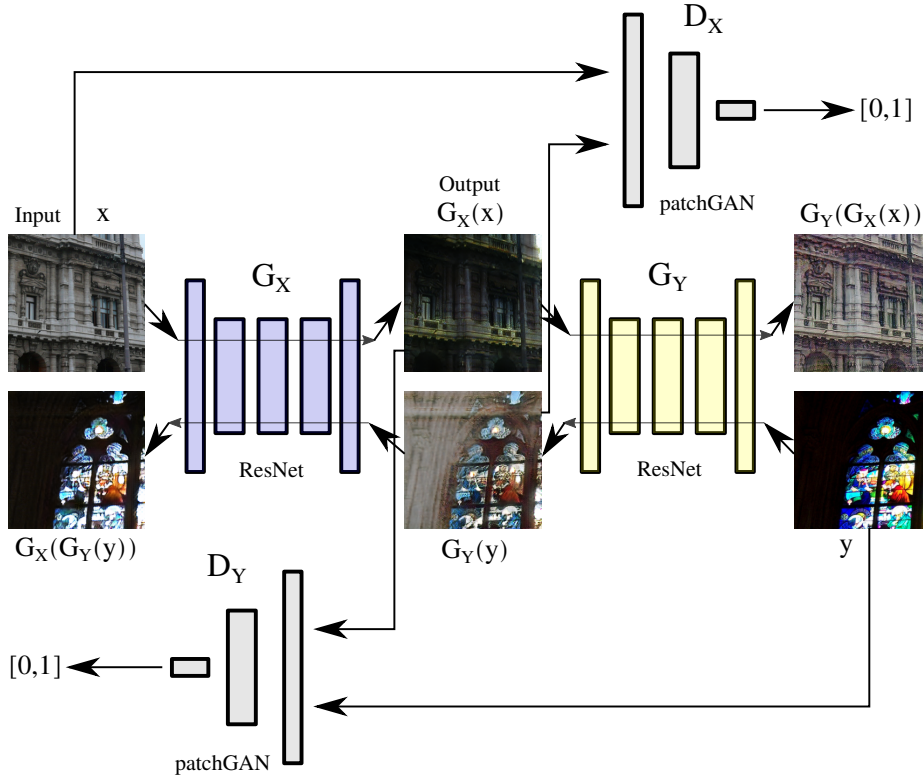 D_X
[0,1]
patchGAN
Input
x
Output
G_X(x)
G_Y(G_X(x))
G_X
G_Y
ResNet
ResNet
G_X(G_Y(y))
G_Y(y)
y
D_Y
[0,1]
patchGAN